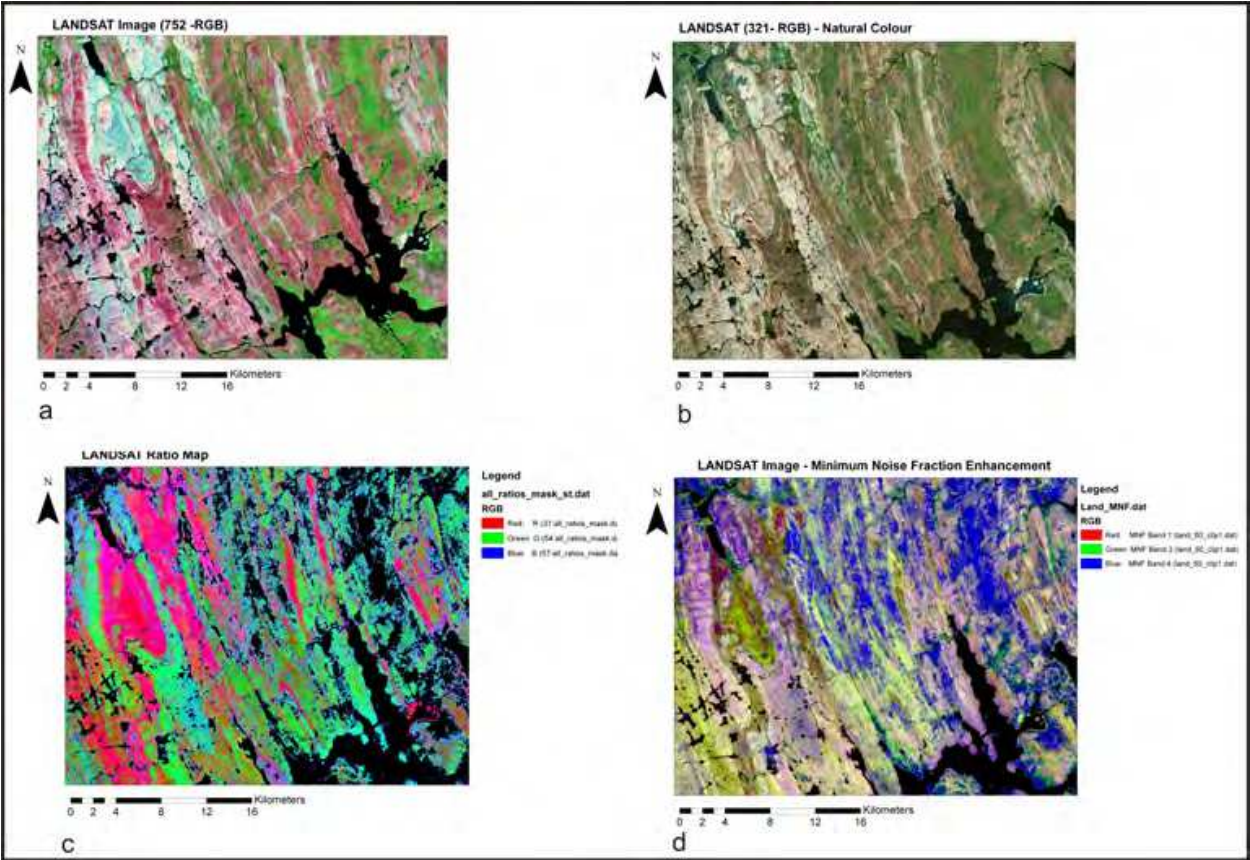 LANDSAT Image (752 -RGB)
N
0 2 4 8 12 16 Kilometers
a
LANDSAT (321- RGB) - Natural Colour
N
0 2 4 8 12 16 Kilometers
b
LANDSAT Ratio Map
N
Legend
all_ratios_mask_st.dat
RGB
Red:
Green:
Blue:
0 2 4 8 12 16 Kilometers
c
LANDSAT Image - Minimum Noise Fraction Enhancement
N
Legend
Land_MNF.dat
RGB
Red: MNF Band 1
Green: MNF Band
Blue: MNF Band 4
0 2 4 8 12 16 Kilometers
d